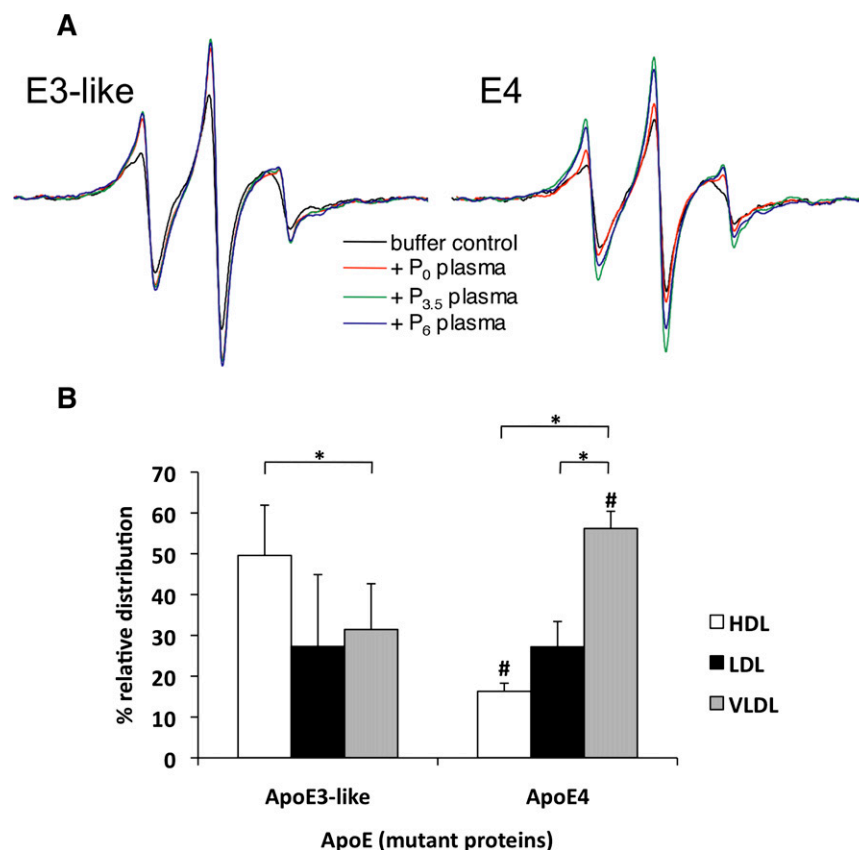 A
E3-like
E4
buffer control
+ P0 plasma
+ P3.5 plasma
+ P6 plasma
B
*
*
*
#
#
70
60
50
40
30
20
10
0
% relative distribution
HDL
LDL
VLDL
ApoE3-like
ApoE4
ApoE (mutant proteins)